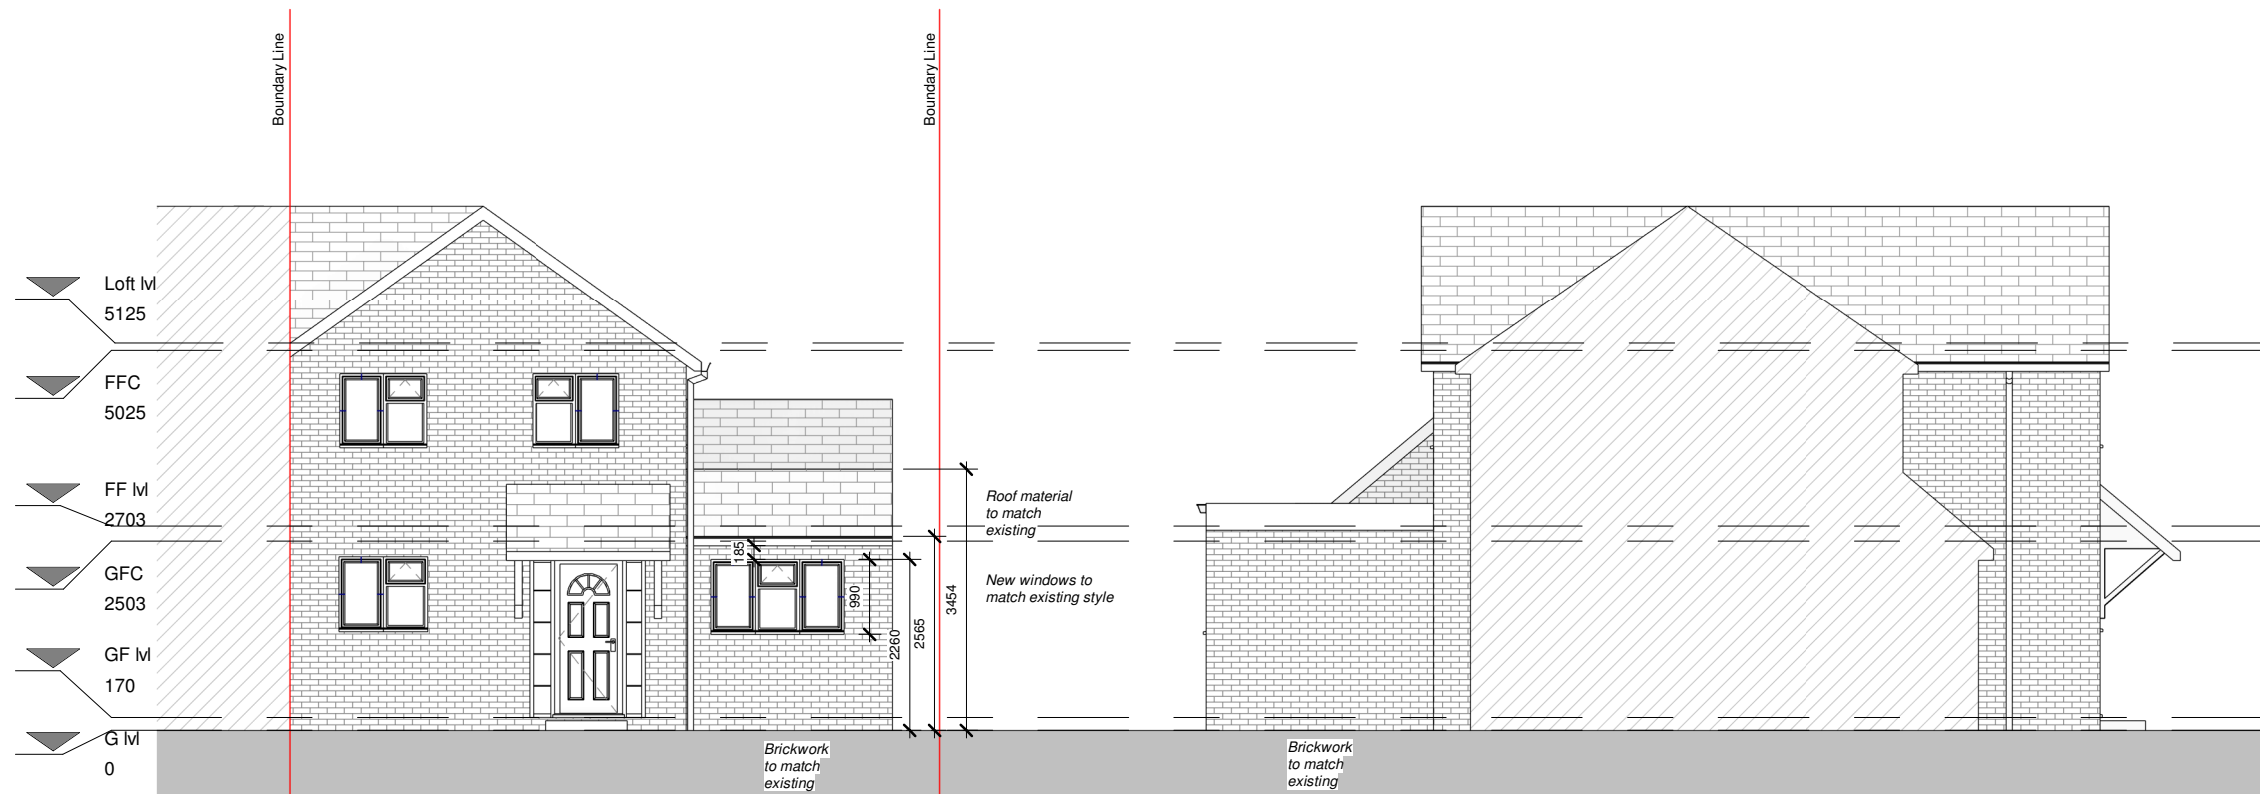 Boundary Line
Boundary Line
Loft lvl
5125
FFC
5025
FF lvl
2703
GFC
2503
GF lvl
170
G lvl
0
185
990
2260
2565
3454
Roof material
to match
existing
New windows to
match existing style
Brickwork
to match
existing
Brickwork
to match
existing